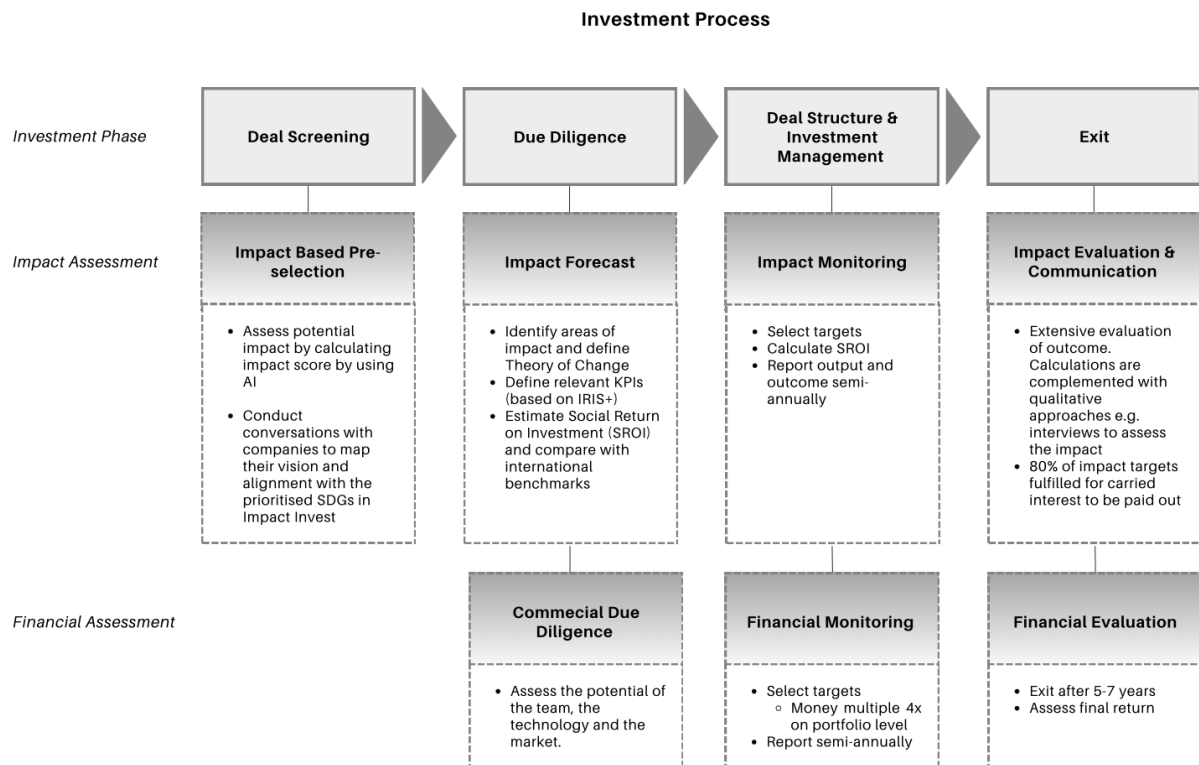 Investment Process
Investment Phase
Deal Screening
Due Diligence
Deal Structure &
Investment
Management
Exit
Impact Assessment
Impact Based Pre-
selection
Impact Forecast
Impact Monitoring
Impact Evaluation &
Communication
• Assess potential
impact by calculating
impact score by using
AI
• Conduct
conversations with
companies to map
their vision and
alignment with the
prioritised SDGs in
Impact Invest
• Identify areas of
impact and define
Theory of Change
• Define relevant KPIs
(based on IRIS+)
• Estimate Social Return
on Investment (SROI)
and compare with
international
benchmarks
• Select targets
• Calculate SROI
• Report output and
outcome semi-
annually
• Extensive evaluation
of outcome.
Calculations are
complemented with
qualitative
approaches e.g.
interviews to assess
the impact
• 80% of impact targets
fulfilled for carried
interest to be paid out
Financial Assessment
Commecial Due
Diligence
Financial Monitoring
Financial Evaluation
• Assess the potential of
the team, the
technology and the
market.
• Select targets
◦ Money multiple 4x
on portfolio level
• Report semi-annually
• Exit after 5-7 years
• Assess final return